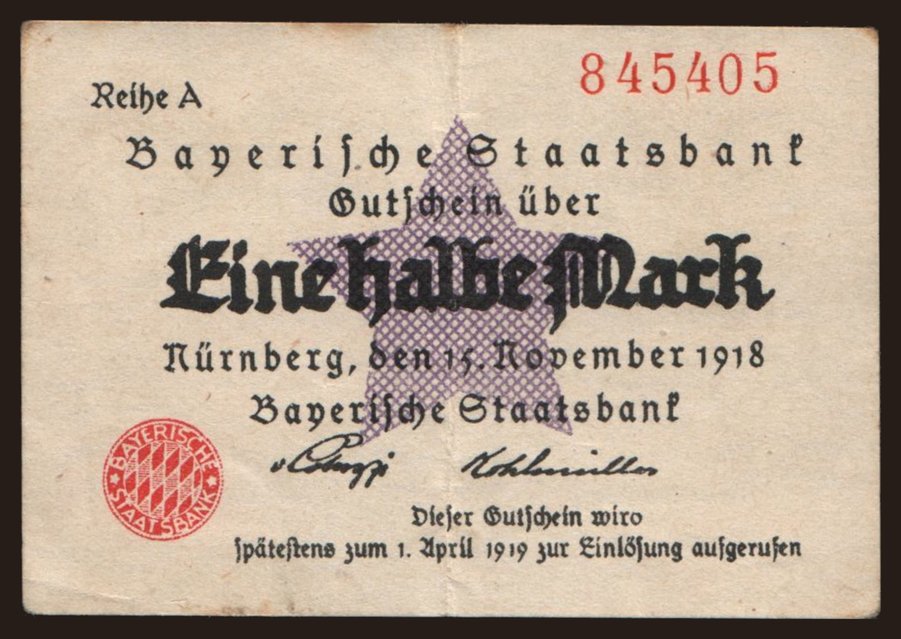 845405
Reihe A
Bayerische Staatsbank
Gutschein über
Eine halbe Mark
Nürnberg, den 15. November 1918
Bayerische Staatsbank
BAYERISCHE STAATSBANK
Dieser Gutschein wird
spätestens zum 1. April 1919 zur Einlösung aufgerufen